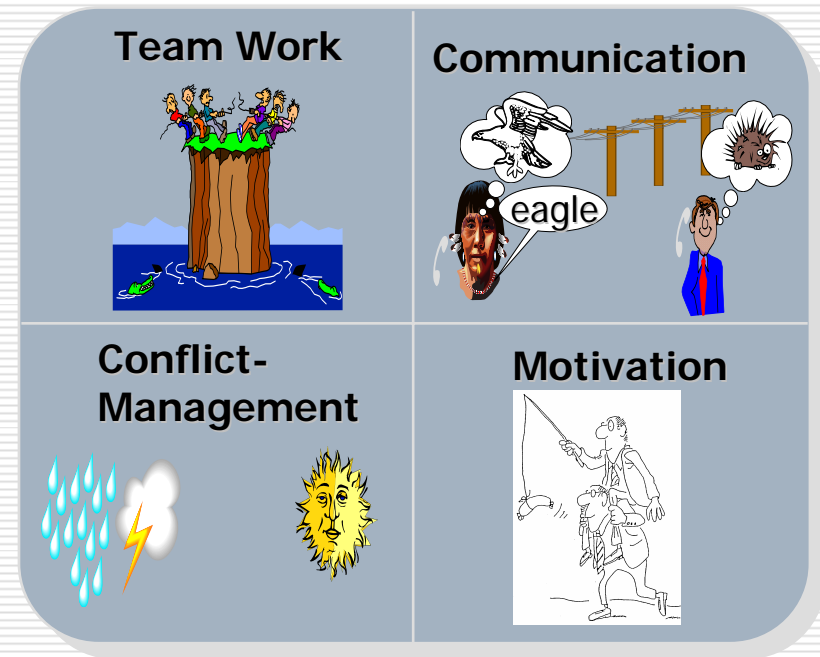 Team Work
Communication
eagle
Conflict-
Management
Motivation